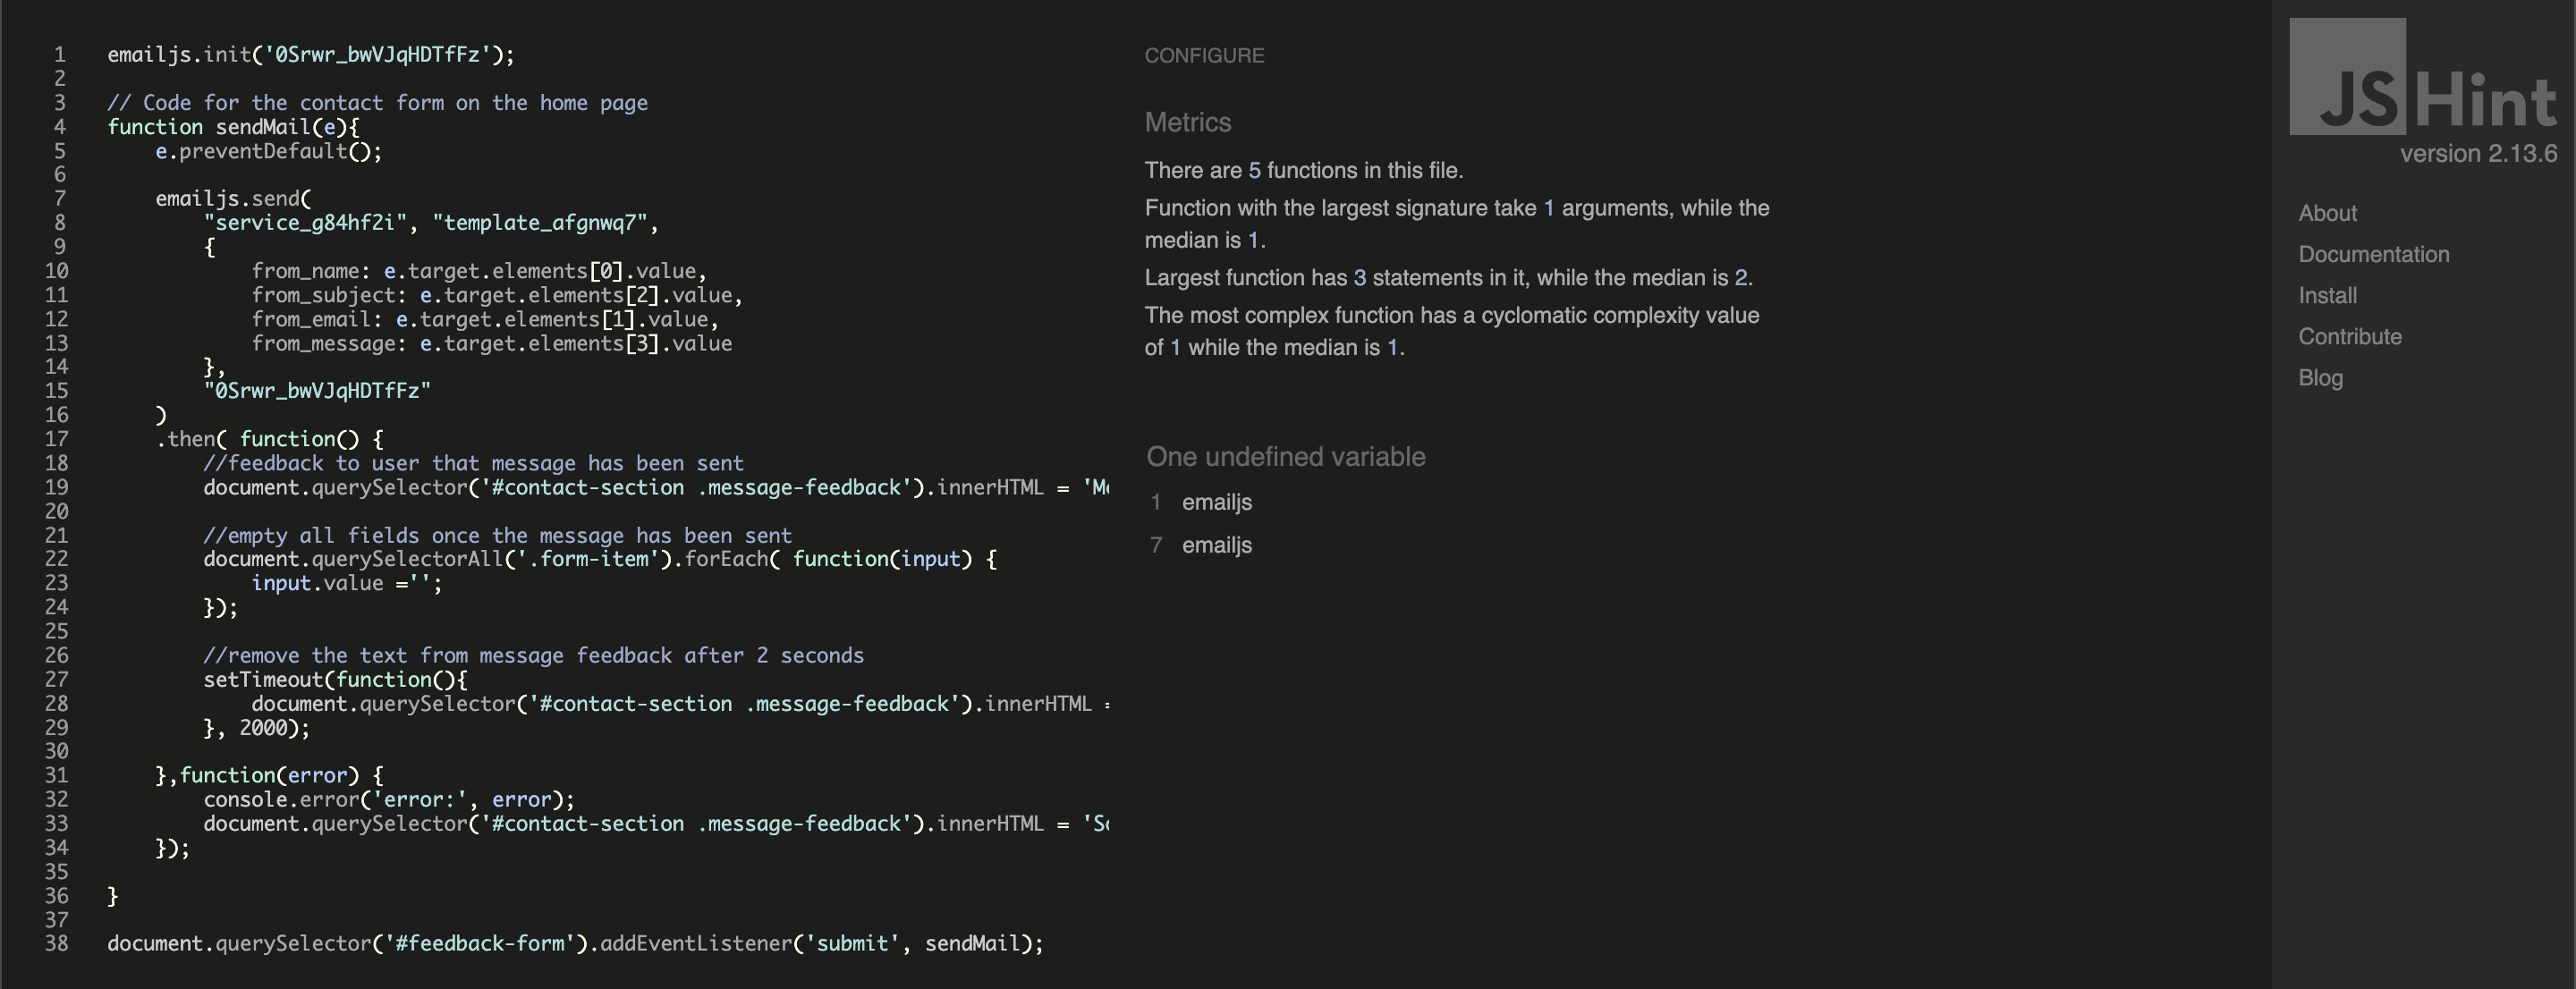 1 emailjs.init('0Srwr_bwVJqHDTfFz');
2
3 // Code for the contact form on the home page
4 function sendMail(e){
5 e.preventDefault();
6
7 emailjs.send(
8 "service_g84hf2i", "template_afgnwq7",
9 {
10 from_name: e.target.elements[0].value,
11 from_subject: e.target.elements[2].value,
12 from_email: e.target.elements[1].value,
13 from_message: e.target.elements[3].value
14 },
15 "0Srwr_bwVJqHDTfFz"
16 )
17 .then( function() {
18 //feedback to user that message has been sent
19 document.querySelector('#contact-section .message-feedback').innerHTML = 'M
20
21 //empty all fields once the message has been sent
22 document.querySelectorAll('.form-item').forEach( function(input) {
23 input.value ='';
24 });
25
26 //remove the text from message feedback after 2 seconds
27 setTimeout(function(){
28 document.querySelector('#contact-section .message-feedback').innerHTML =
29 }, 2000);
30
31 },function(error) {
32 console.error('error:', error);
33 document.querySelector('#contact-section .message-feedback').innerHTML = 'S
34 });
35
36 }
37
38 document.querySelector('#feedback-form').addEventListener('submit', sendMail);
CONFIGURE
Metrics
There are 5 functions in this file.
Function with the largest signature take 1 arguments, while the
median is 1.
Largest function has 3 statements in it, while the median is 2.
The most complex function has a cyclomatic complexity value
of 1 while the median is 1.
One undefined variable
1 emailjs
7 emailjs
JSHint
version 2.13.6
About
Documentation
Install
Contribute
Blog